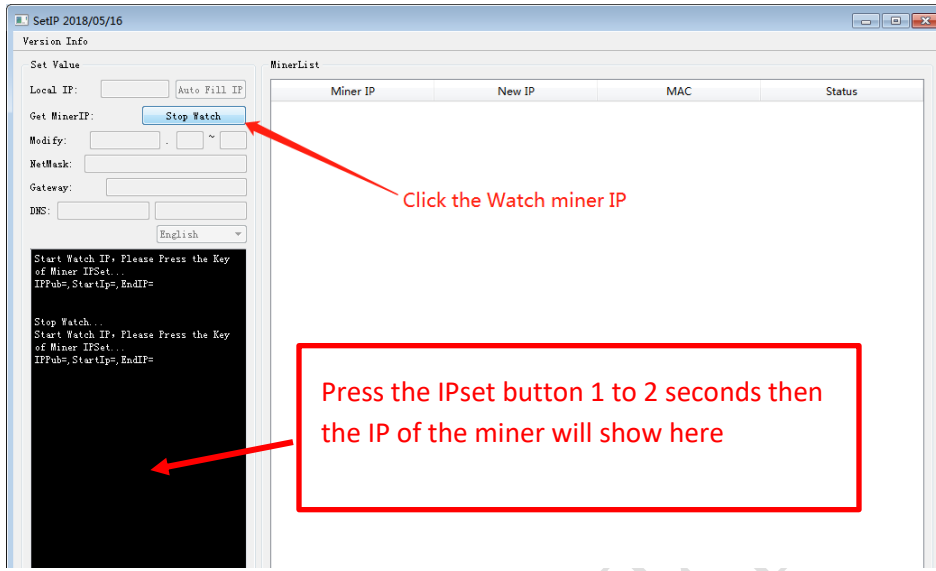 SetIP 2018/05/16
Version Info
Set Value
Local IP:
Auto Fill IP
Get MinerIP:
Stop Watch
Modify:
. ~
NetMask:
Gateway:
DNS:
English
Start Watch IP, Please Press the Key
of Miner IPSet...
IPPub=,StartIp=,EndIP=
Stop Watch...
Start Watch IP, Please Press the Key
of Miner IPSet...
IPPub=,StartIp=,EndIP=
MinerList
Miner IP New IP MAC Status
Click the Watch miner IP
Press the IPset button 1 to 2 seconds then
the IP of the miner will show here